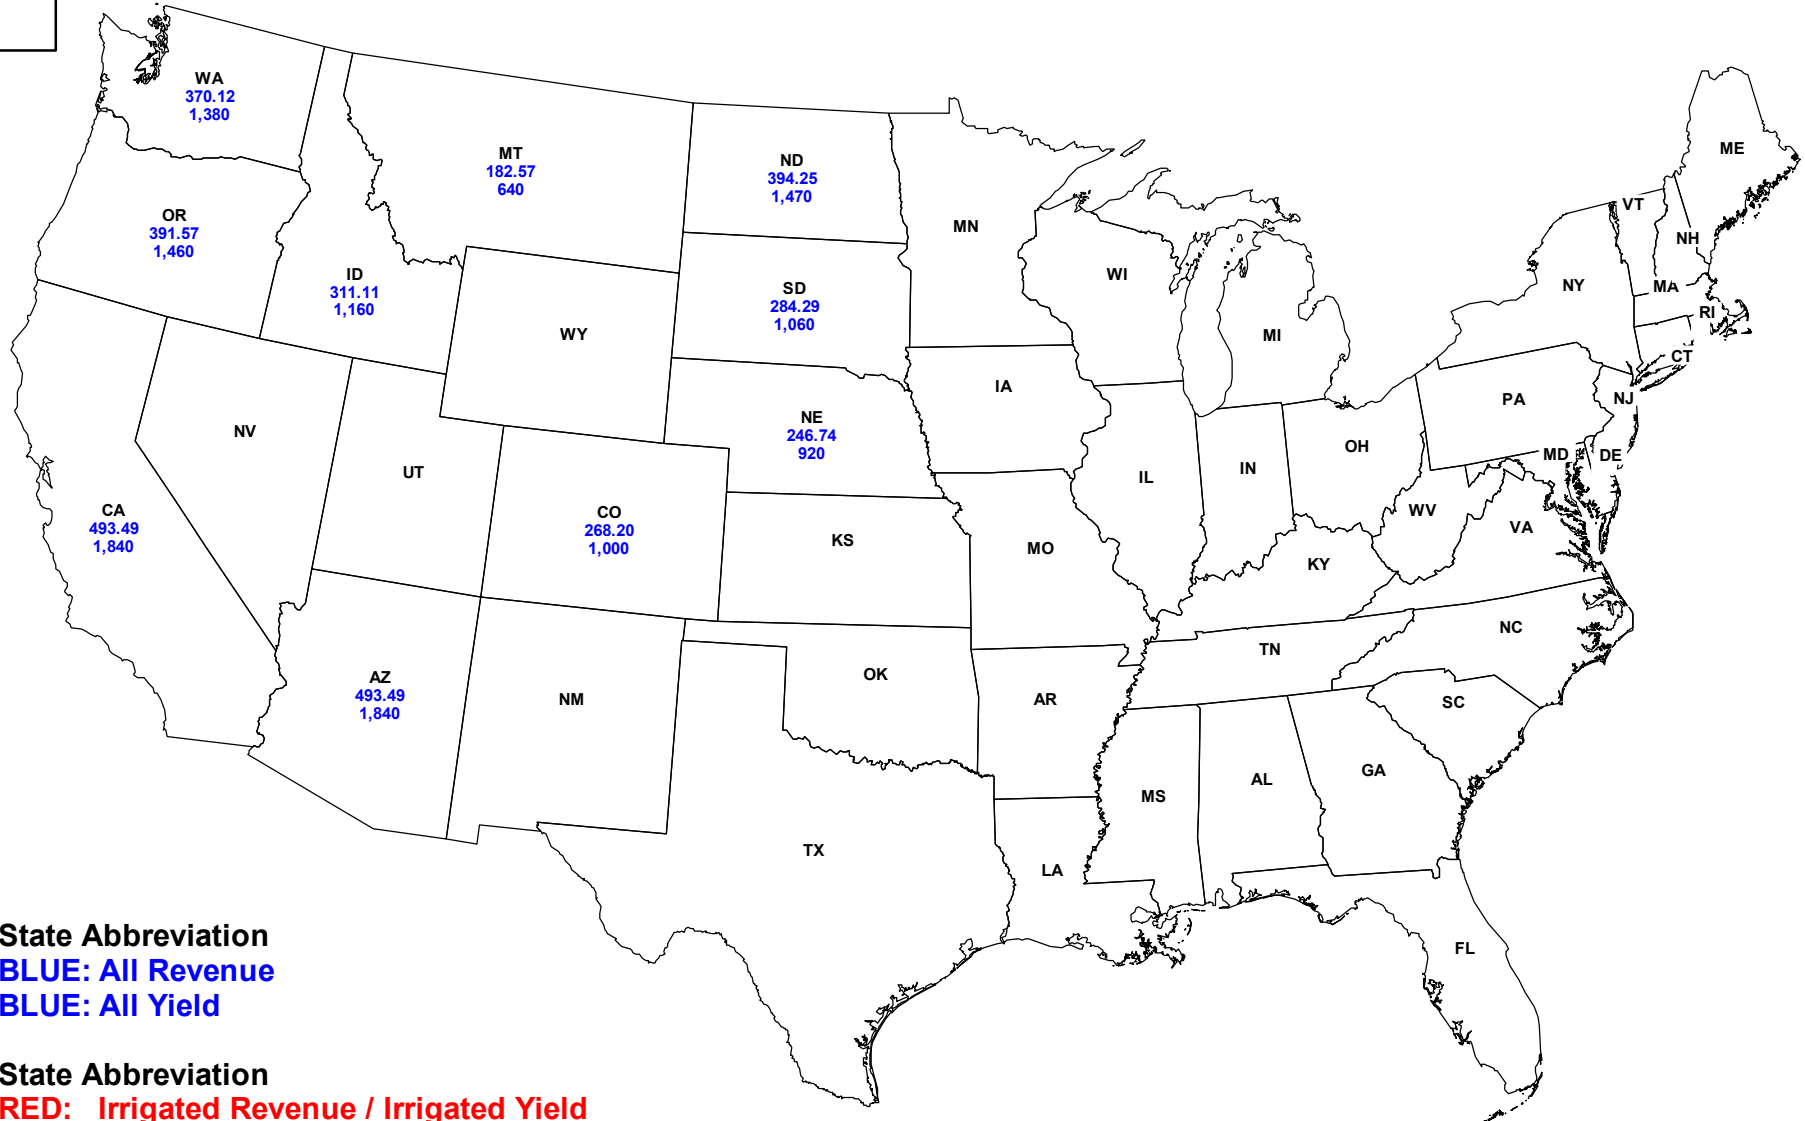 WA
370.12
1,380
MT
182.57
640
ND
394.25
1,470
ME
OR
391.57
1,460
VT
MN
NH
ID
311.11
1,160
WI
SD
284.29
1,060
NY
MA
RI
WY
MI
CT
IA
PA
NJ
NV
NE
246.74
920
OH
MD
DE
UT
IN
IL
CA
493.49
1,840
CO
268.20
1,000
WV
VA
KS
MO
KY
NC
TN
AZ
493.49
1,840
OK
NM
AR
SC
GA
AL
MS
TX
LA
FL
State Abbreviation
BLUE: All Revenue
BLUE: All Yield
State Abbreviation
RED: Irrigated Revenue / Irrigated Yield